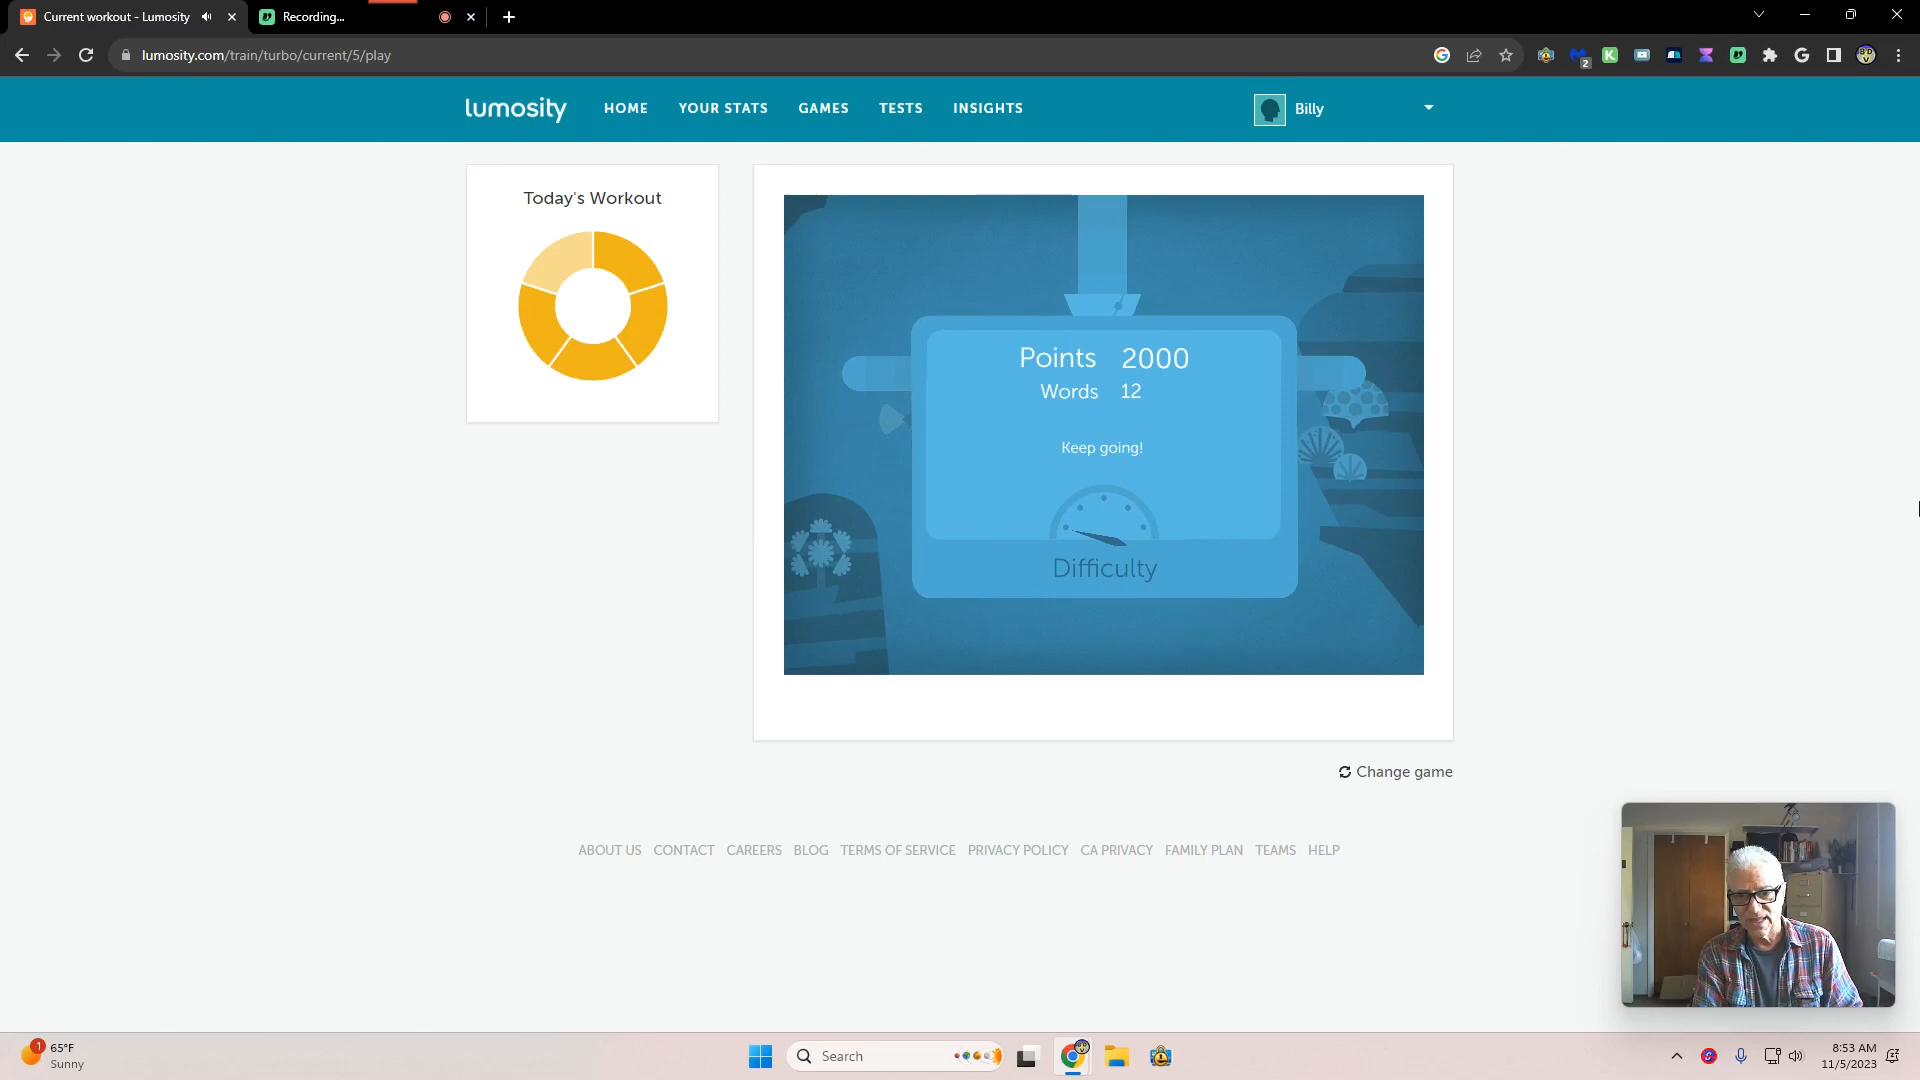 Current workout - Lumosity
Recording...
lumosity.com/train/turbo/current/5/play
2
lumosity
HOME
YOUR STATS
GAMES
TESTS
INSIGHTS
Billy
Today's Workout
Points 2000
Words 12
Keep going!
Difficulty
Change game
ABOUT US CONTACT CAREERS BLOG TERMS OF SERVICE PRIVACY POLICY CA PRIVACY FAMILY PLAN TEAMS HELP
1
65°F
Sunny
Search
8:53 AM
11/5/2023